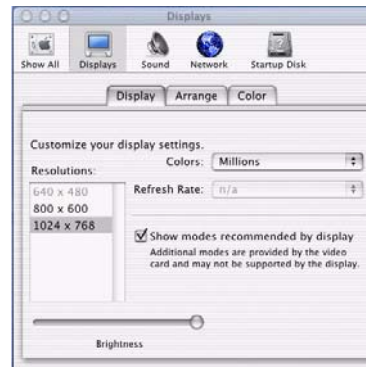 Displays
Show All Displays Sound Network Startup Disk
Display Arrange Color
Customize your display settings.
Colors: Millions
Resolutions:
Refresh Rate: n/a
640 x 480
800 x 600
1024 x 768
Show modes recommended by display
Additional modes are provided by the video
card and may not be supported by the display.
Brightness